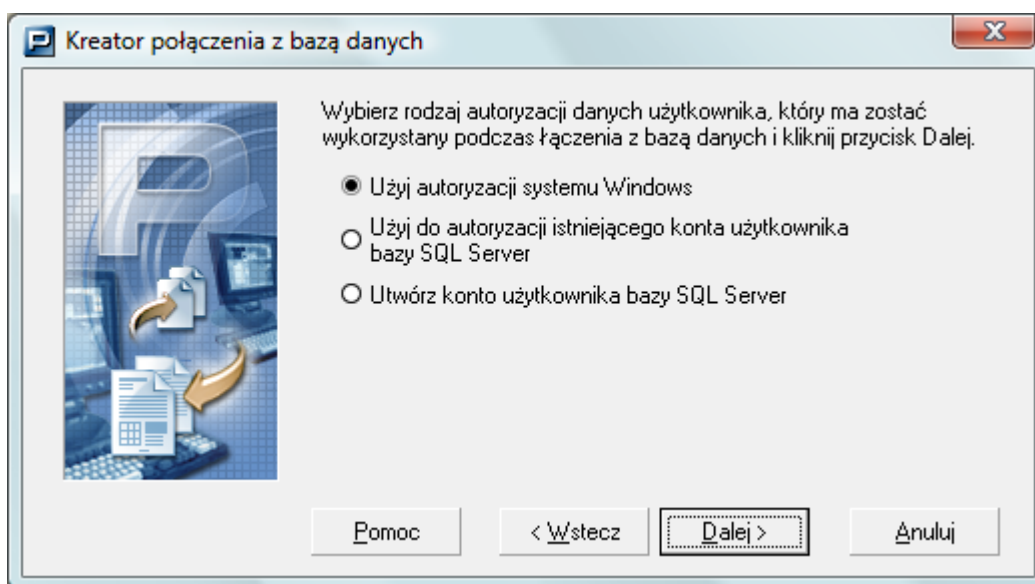 Kreator połączenia z bazą danych
Wybierz rodzaj autoryzacji danych użytkownika, który ma zostać
wykorzystany podczas łączenia z bazą danych i kliknij przycisk Dalej.
Użyj autoryzacji systemu Windows
Użyj do autoryzacji istniejącego konta użytkownika
bazy SQL Server
Utwórz konto użytkownika bazy SQL Server
Pomoc
< Wstecz
Dalej >
Anuluj